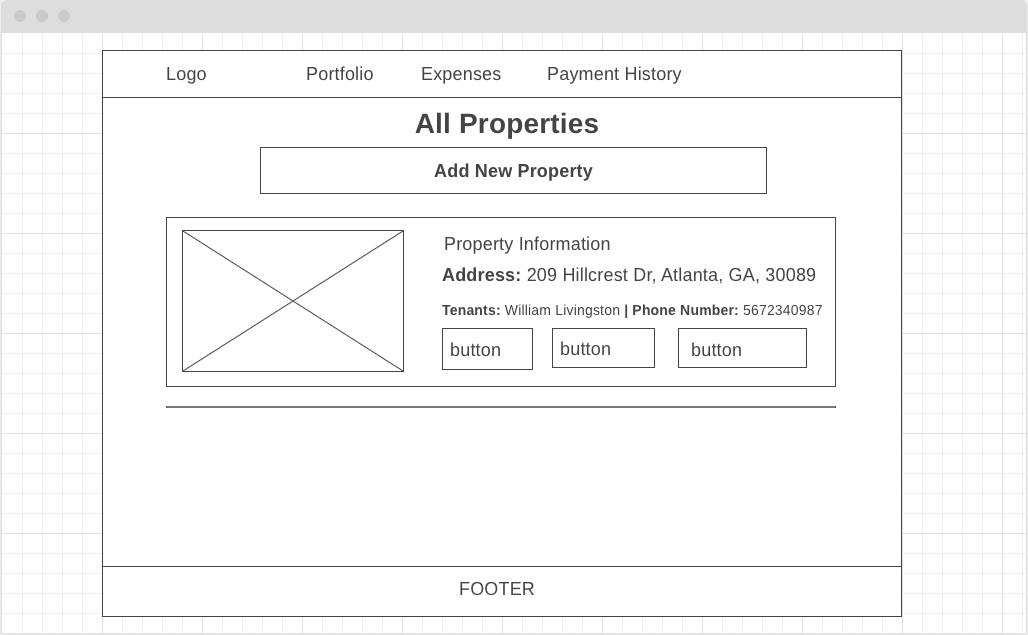 Logo Portfolio Expenses Payment History
All Properties
Add New Property
Property Information
Address: 209 Hillcrest Dr, Atlanta, GA, 30089
Tenants: William Livingston | Phone Number: 5672340987
button button button
FOOTER